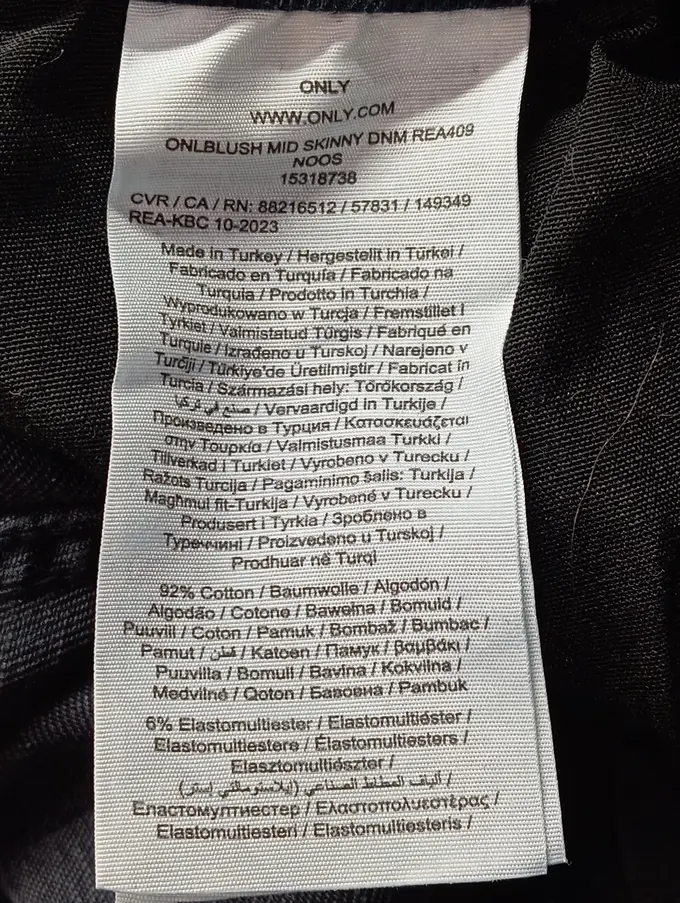 ONLY
WWW.ONLY.COM
ONLBLUSH MID SKINNY DNM REA409
NOOS
15318738
CVR / CA / RN: 88216512 / 57831 / 149349
REA-KBC 10-2023
Made in Turkey / Hergestellt in Türkei /
Fabricado en Turquía / Fabricado na
Turquia / Prodotto in Turchia /
Wyprodukowano w Turcja / Fremstillet i
Tyrkiet / Valmistatud Türgis / Fabriqué en
Turquie / Izrađeno u Turskoj / Narejeno v
Turčiji / Türkiye'de Üretilmiştir / Fabricat în
Turcia / Származási hely: Törökország /
صنع في تركيا / Vervaardigd in Turkije /
Произведено в Турция / Κατασκευάζεται
στην Τουρκία / Valmistusmaa Turkki /
Tillverkad i Turkiet / Vyrobeno v Turecku /
Ražots Turcija / Pagaminimo šalis: Turkija /
Magħmul fit-Turkija / Vyrobené v Turecku /
Produsert i Tyrkia / Зроблено в
Туреччині / Proizvedeno u Turskoj /
Prodhuar në Turqi
92% Cotton / Baumwolle / Algodón /
Algodão / Cotone / Bawełna / Bomuld /
Puuvill / Coton / Pamuk / Bombaž / Bumbac /
Pamut / قطن / Katoen / Памук / Βαμβάκι /
Puuvilla / Bomull / Bavlna / Kokvilna /
Medvilnė / Qoton / Бавовна / Pambuk
6% Elastomultiester / Elastomultiéster /
Elastomultiestere / Élastomultiesters /
Elasztomultiészter /
ألياف المطاط الصناعي (إيلاستومالتي إستر) /
Еластомултиестер / Ελαστοπολυεστέρας /
Elastomultiesteri / Elastomultiesteris /